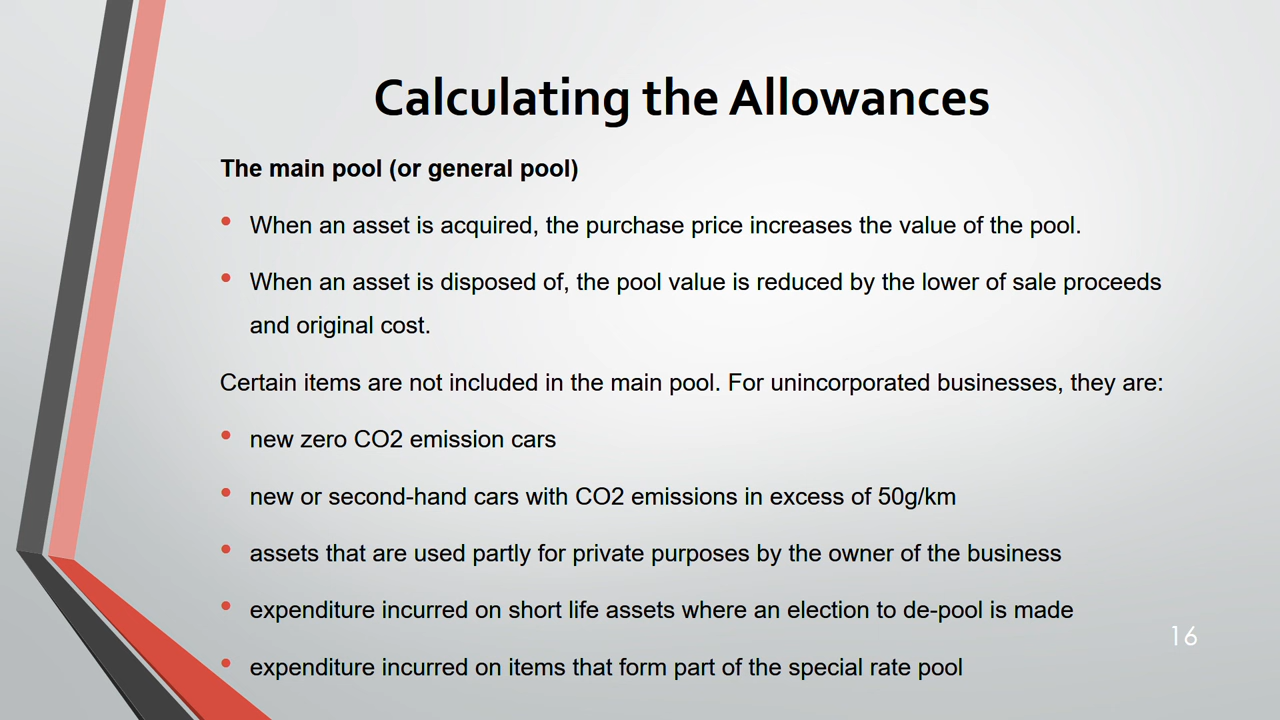 Calculating the Allowances
The main pool (or general pool)
• When an asset is acquired, the purchase price increases the value of the pool.
• When an asset is disposed of, the pool value is reduced by the lower of sale proceeds
and original cost.
Certain items are not included in the main pool. For unincorporated businesses, they are:
• new zero CO2 emission cars
• new or second-hand cars with CO2 emissions in excess of 50g/km
• assets that are used partly for private purposes by the owner of the business
• expenditure incurred on short life assets where an election to de-pool is made
16
• expenditure incurred on items that form part of the special rate pool